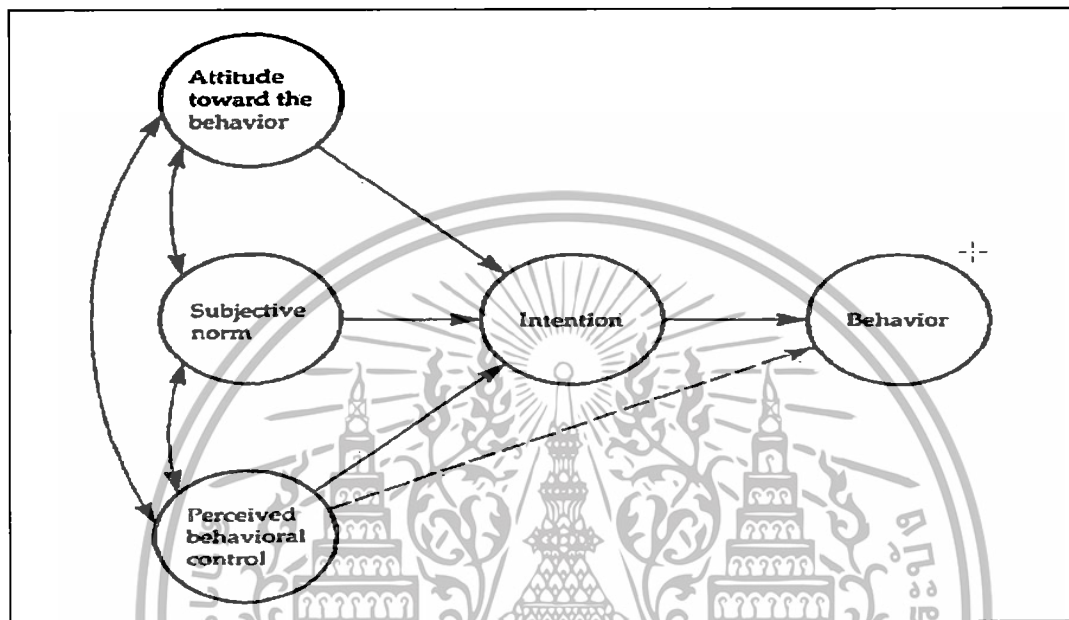 Attitude
toward the
behavior
Subjective
norm
Intention
Behavior
Perceived
behavioral
control